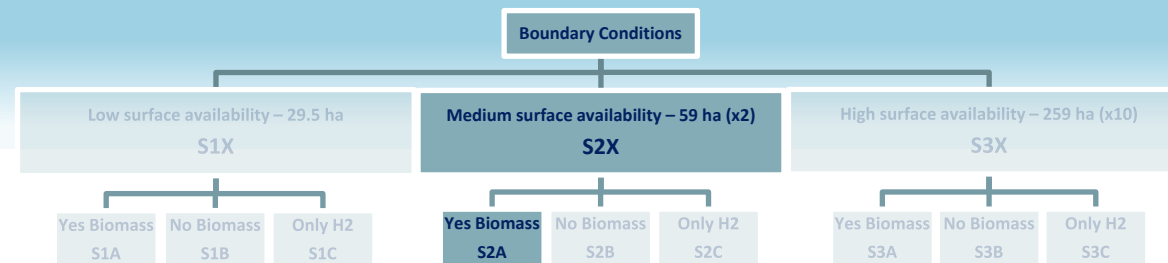 Boundary Conditions
Low surface availability – 29.5 ha
S1X
Medium surface availability – 59 ha (x2)
S2X
High surface availability – 259 ha (x10)
S3X
Yes Biomass
S1A
No Biomass
S1B
Only H2
S1C
Yes Biomass
S2A
No Biomass
S2B
Only H2
S2C
Yes Biomass
S3A
No Biomass
S3B
Only H2
S3C